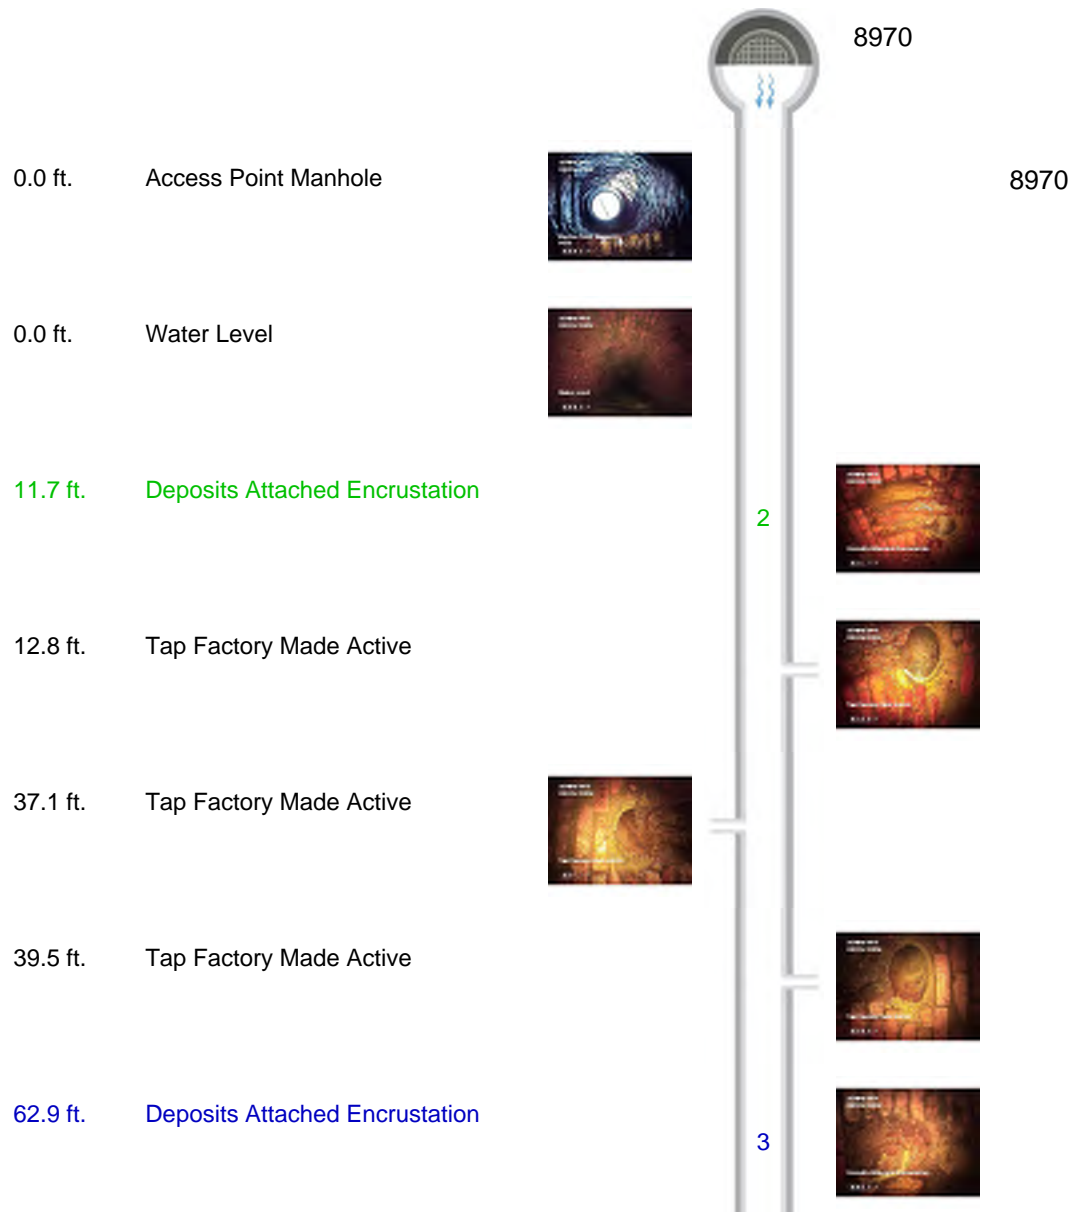 8970
0.0 ft. Access Point Manhole 8970
0.0 ft. Water Level
11.7 ft. Deposits Attached Encrustation
2
12.8 ft. Tap Factory Made Active
37.1 ft. Tap Factory Made Active
39.5 ft. Tap Factory Made Active
62.9 ft. Deposits Attached Encrustation
3